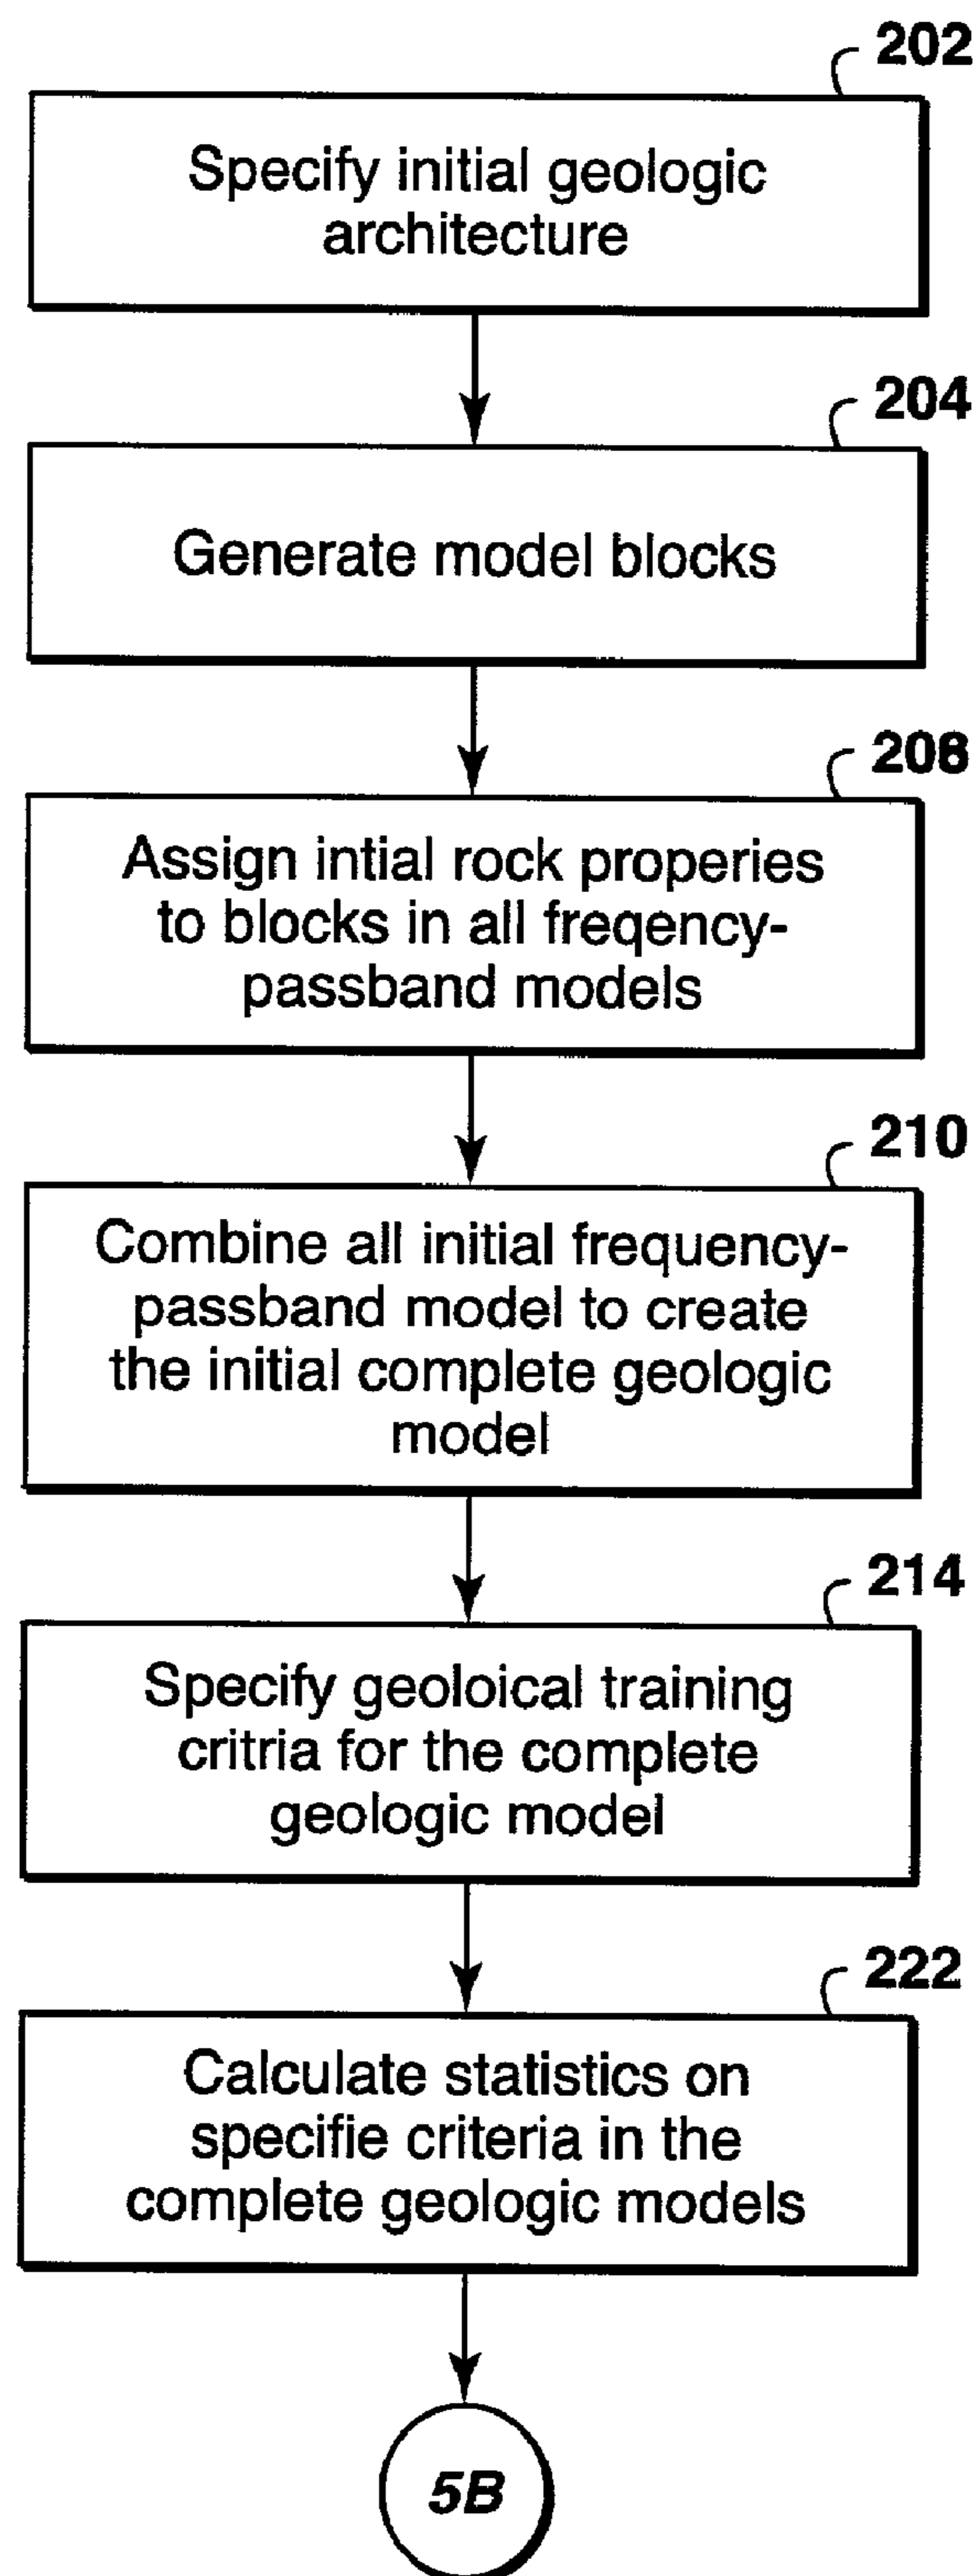 202
Specify initial geologic
architecture
204
Generate model blocks
208
Assign intial rock properies
to blocks in all freqency-
passband models
210
Combine all initial frequency-
passband model to create
the initial complete geologic
model
214
Specify geoloical training
critria for the complete
geologic model
222
Calculate statistics on
specifie criteria in the
complete geologic models
5B